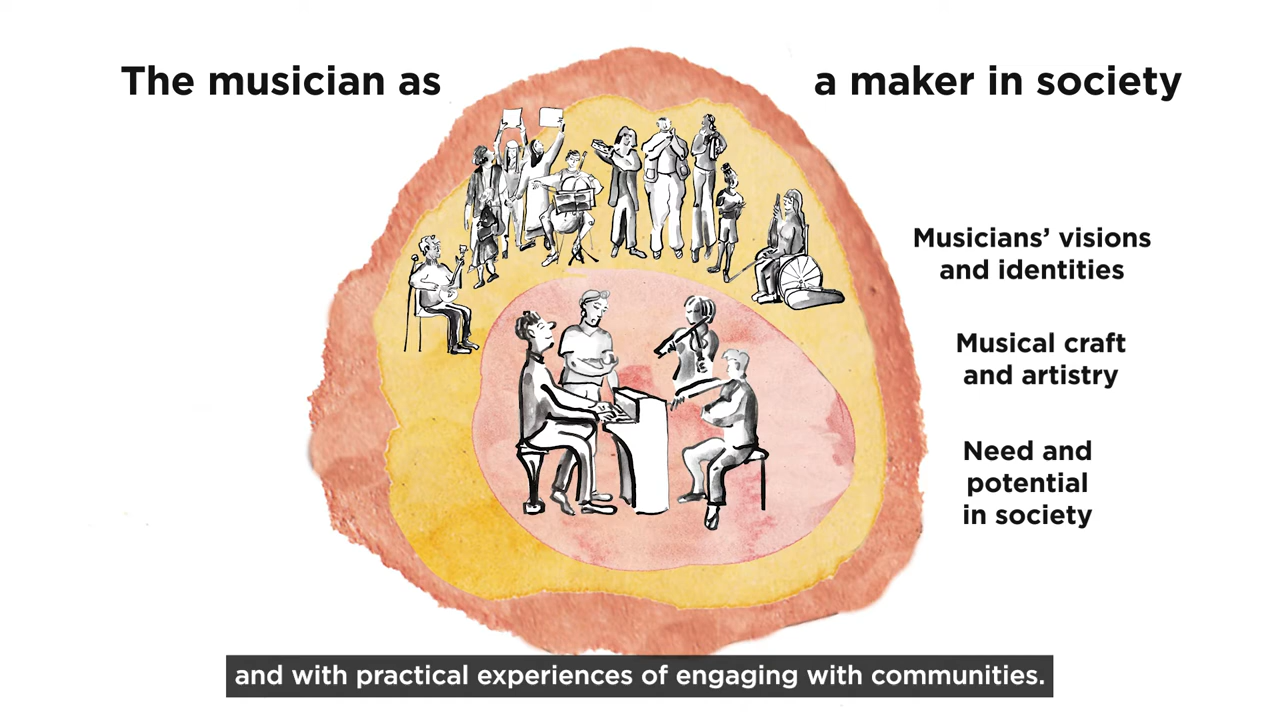 The musician as a maker in society
Musicians’ visions
and identities
Musical craft
and artistry
Need and
potential
in society
and with practical experiences of engaging with communities.